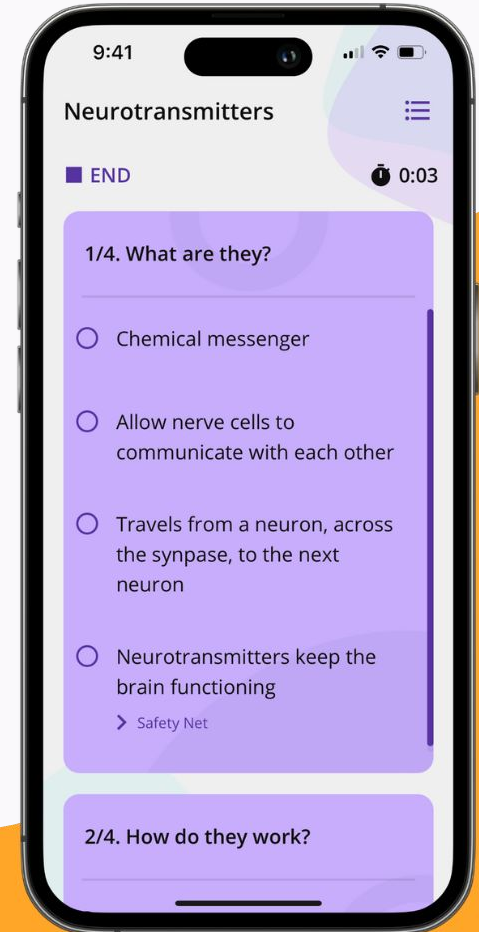 9:41
Neurotransmitters
END
0:03
1/4. What are they?
Chemical messenger
Allow nerve cells to
communicate with each other
Travels from a neuron, across
the synpase, to the next
neuron
Neurotransmitters keep the
brain functioning
Safety Net
2/4. How do they work?